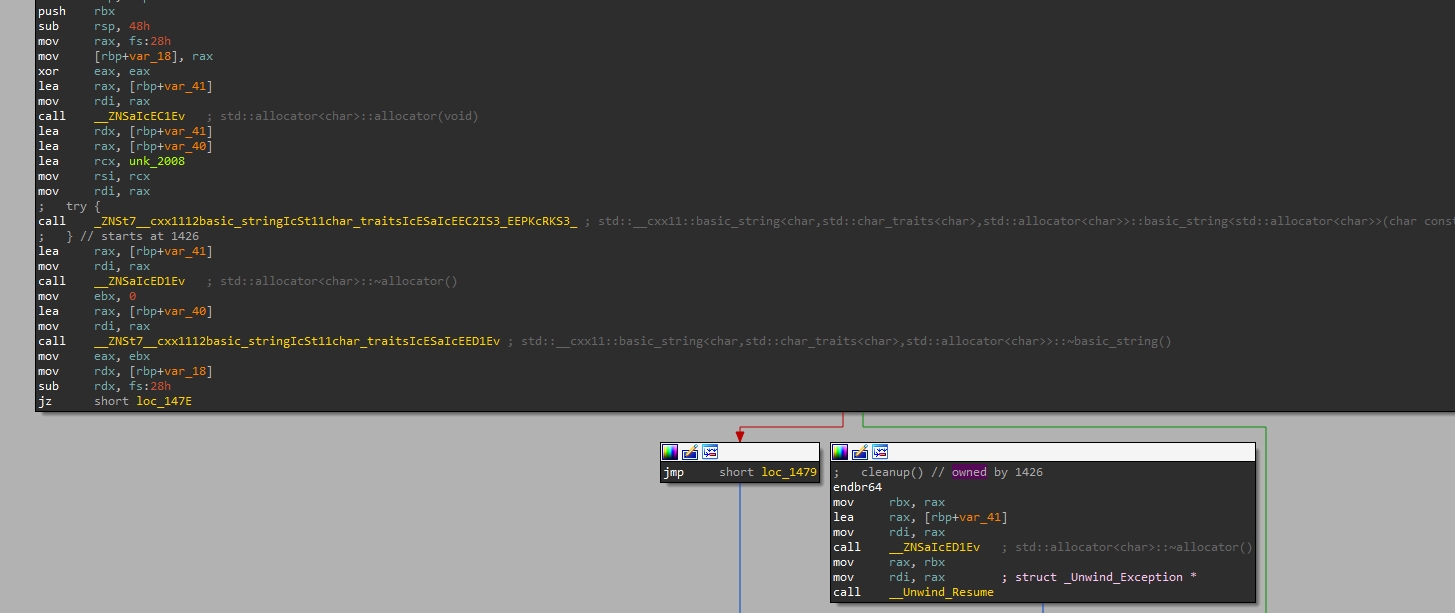 push rbx
sub rsp, 48h
mov rax, fs:28h
mov [rbp+var_18], rax
xor eax, eax
lea rax, [rbp+var_41]
mov rdi, rax
call __ZNSaIcEC1Ev ; std::allocator<char>::allocator(void)
lea rdx, [rbp+var_41]
lea rax, [rbp+var_40]
lea rcx, unk_2008
mov rsi, rcx
mov rdi, rax
; try {
call _ZNSt7__cxx1112basic_stringIcSt11char_traitsIcESaIcEEC2IS3_EEPKcRKS3_ ; std::__cxx11::basic_string<char,std::char_traits<char>,std::allocator<char>>::basic_string<std::allocator<char>>(char const
; } // starts at 1426
lea rax, [rbp+var_41]
mov rdi, rax
call __ZNSaIcED1Ev ; std::allocator<char>::~allocator()
mov ebx, 0
lea rax, [rbp+var_40]
mov rdi, rax
call __ZNSt7__cxx1112basic_stringIcSt11char_traitsIcESaIcEED1Ev ; std::__cxx11::basic_string<char,std::char_traits<char>,std::allocator<char>>::~basic_string()
mov eax, ebx
mov rdx, [rbp+var_18]
sub rdx, fs:28h
jz short loc_147E
jmp short loc_1479
; cleanup() // owned by 1426
endbr64
mov rbx, rax
lea rax, [rbp+var_41]
mov rdi, rax
call __ZNSaIcED1Ev ; std::allocator<char>::~allocator()
mov rax, rbx
mov rdi, rax ; struct _Unwind_Exception *
call __Unwind_Resume